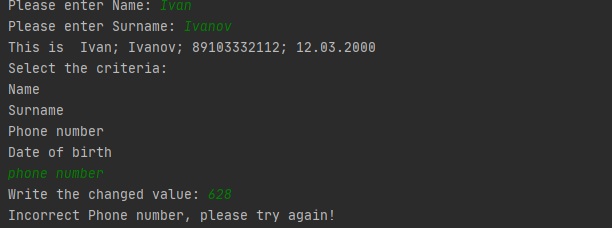 Please enter Name: Ivan
Please enter Surname: Ivanov
This is  Ivan; Ivanov; 89103332112; 12.03.2000
Select the criteria:
Name
Surname
Phone number
Date of birth
phone number
Write the changed value: 628
Incorrect Phone number, please try again!